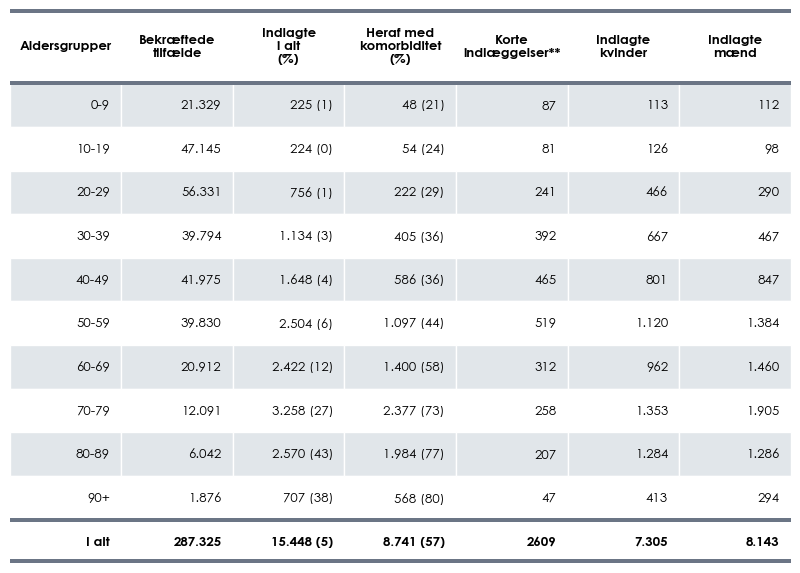 Aldersgrupper Bekræftede tilfælde Indlagte I alt (%) Heraf med komorbiditet (%) Korte indlæggelser** Indlagte kvinder Indlagte mænd
0-9 21.329 225 (1) 48 (21) 87 113 112
10-19 47.145 224 (0) 54 (24) 81 126 98
20-29 56.331 756 (1) 222 (29) 241 466 290
30-39 39.794 1.134 (3) 405 (36) 392 667 467
40-49 41.975 1.648 (4) 586 (36) 465 801 847
50-59 39.830 2.504 (6) 1.097 (44) 519 1.120 1.384
60-69 20.912 2.422 (12) 1.400 (58) 312 962 1.460
70-79 12.091 3.258 (27) 2.377 (73) 258 1.353 1.905
80-89 6.042 2.570 (43) 1.984 (77) 207 1.284 1.286
90+ 1.876 707 (38) 568 (80) 47 413 294
I alt 287.325 15.448 (5) 8.741 (57) 2609 7.305 8.143